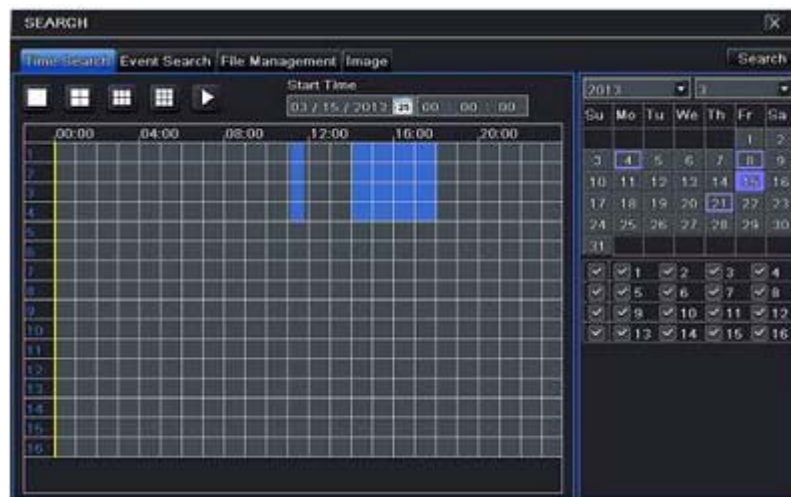 SEARCH
Time Search Event Search File Management Image Search
Start Time
03 / 15 / 2013 00 : 00 : 00
2013 3
00:00 04:00 08:00 12:00 16:00 20:00
Su Mo Tu We Th Fr Sa
1 2
3 4 5 6 7 8 9
10 11 12 13 14 15 16
17 18 19 20 21 22 23
24 25 26 27 28 29 30
31
1
2
3
4
5
6
7
8
9
10
11
12
13
14
15
16
1 2 3 4
5 6 7 8
9 10 11 12
13 14 15 16